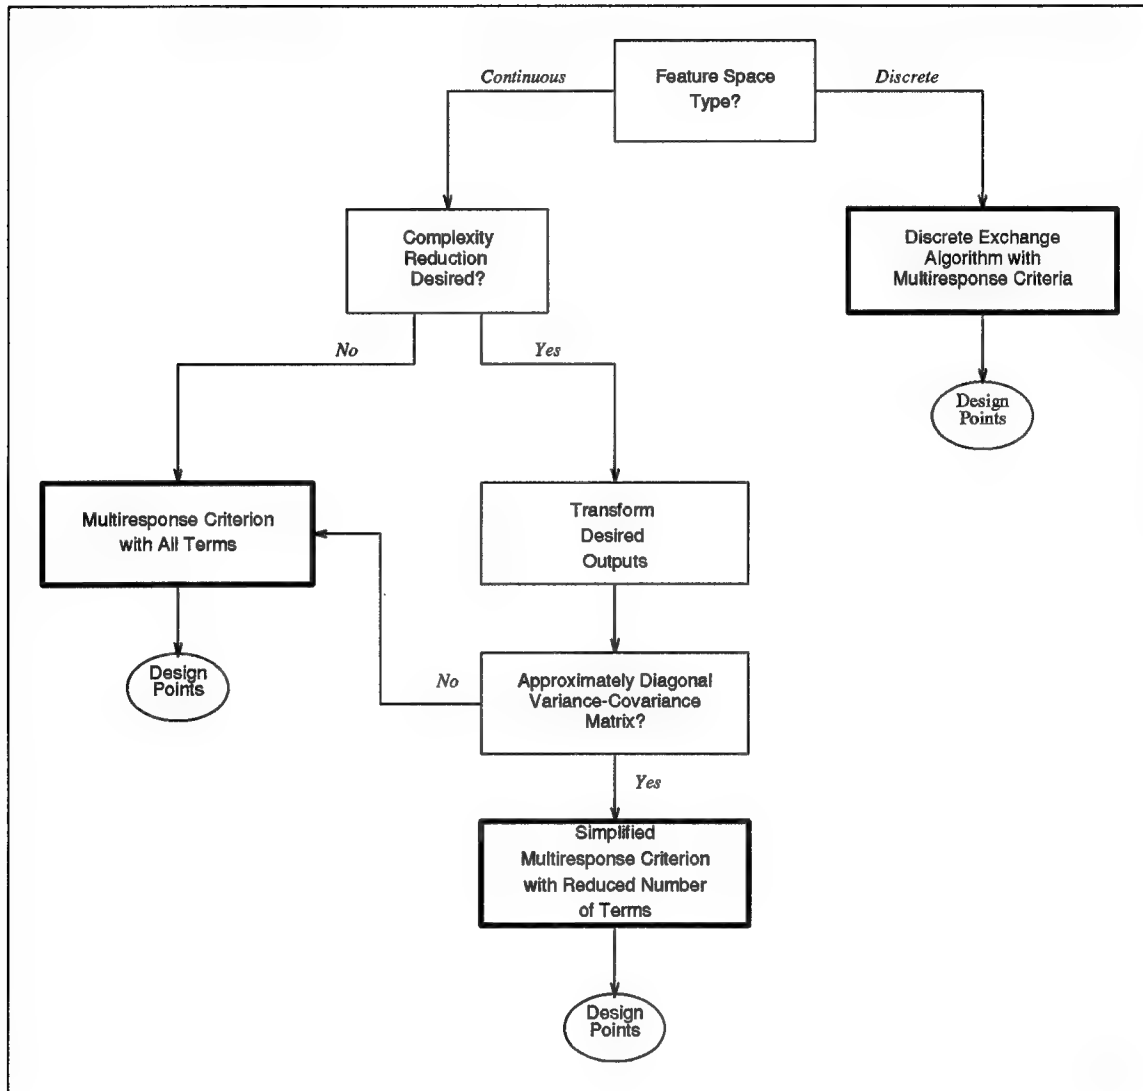 Continuous
Feature Space
Type?
Discrete
Complexity
Reduction
Desired?
Discrete Exchange
Algorithm with
Multiresponse Criteria
No
Yes
Design
Points
Multiresponse Criterion
with All Terms
Transform
Desired
Outputs
Design
Points
No
Approximately Diagonal
Variance-Covariance
Matrix?
Yes
Simplified
Multiresponse Criterion
with Reduced Number
of Terms
Design
Points